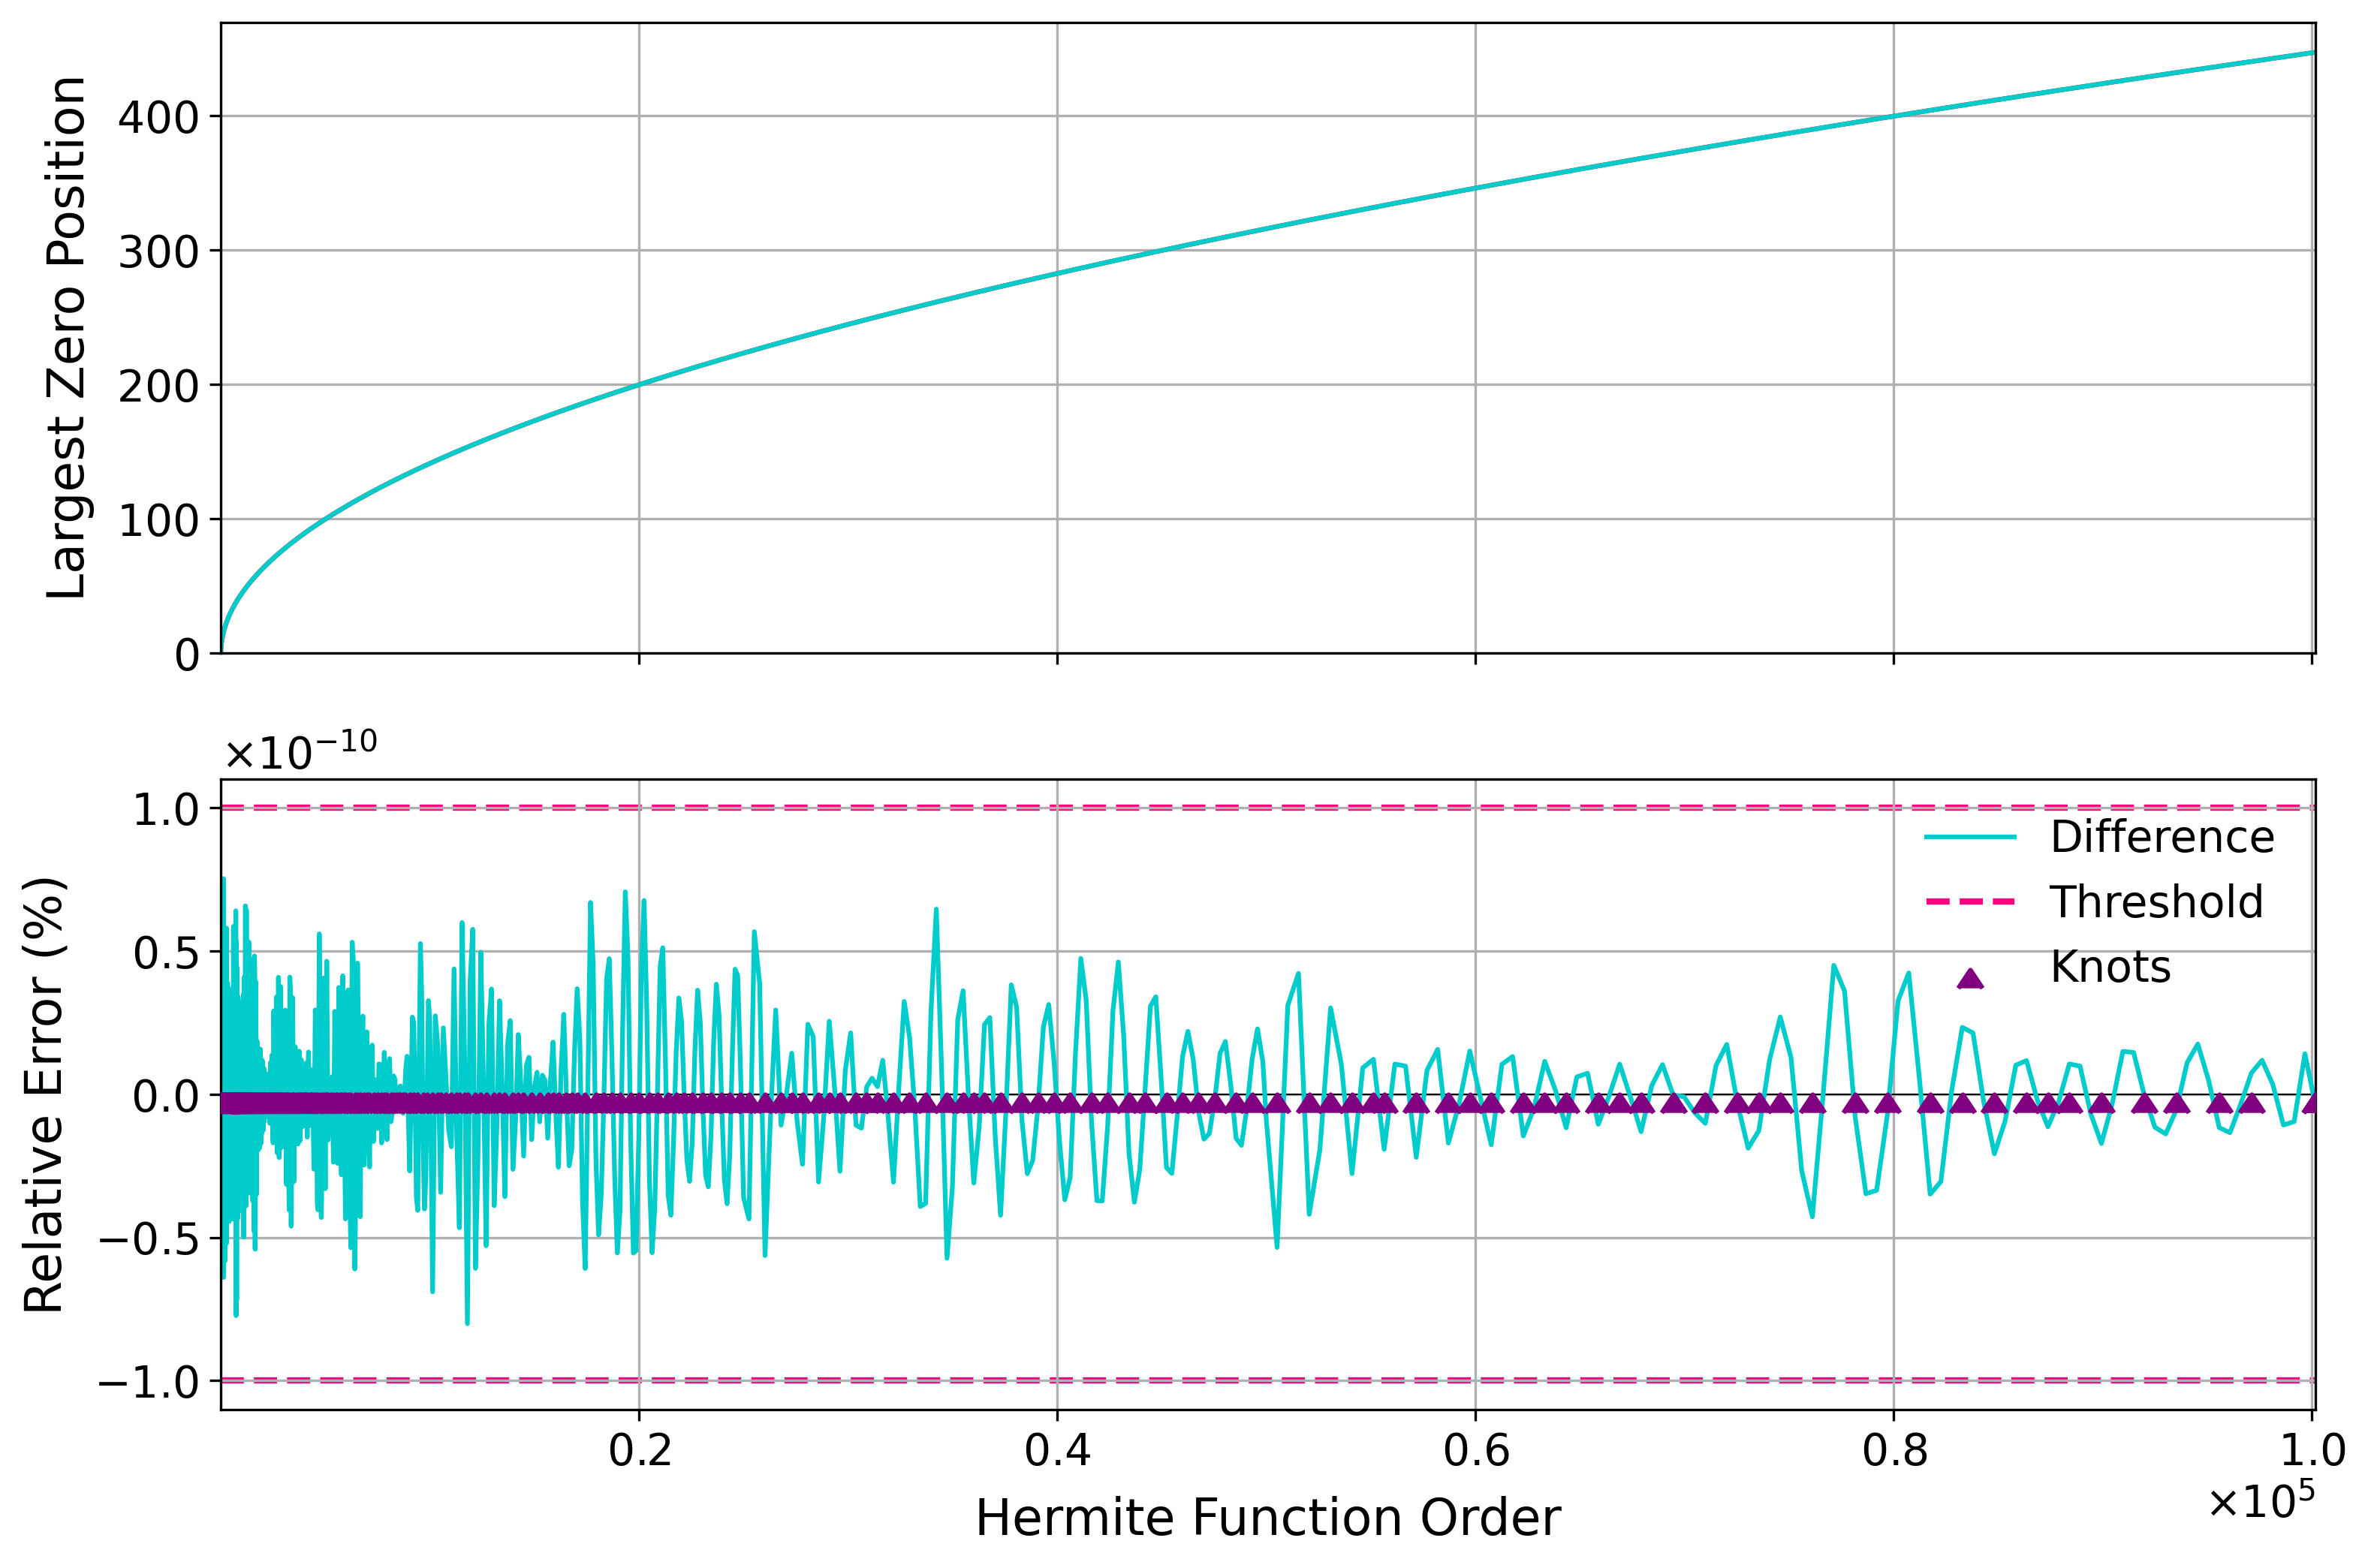 Largest Zero Position
400
300
200
100
0
×10⁻¹⁰
Relative Error (%)
1.0
0.5
0.0
−0.5
−1.0
Difference
Threshold
Knots
0.2
0.4
0.6
0.8
1.0
×10⁵
Hermite Function Order